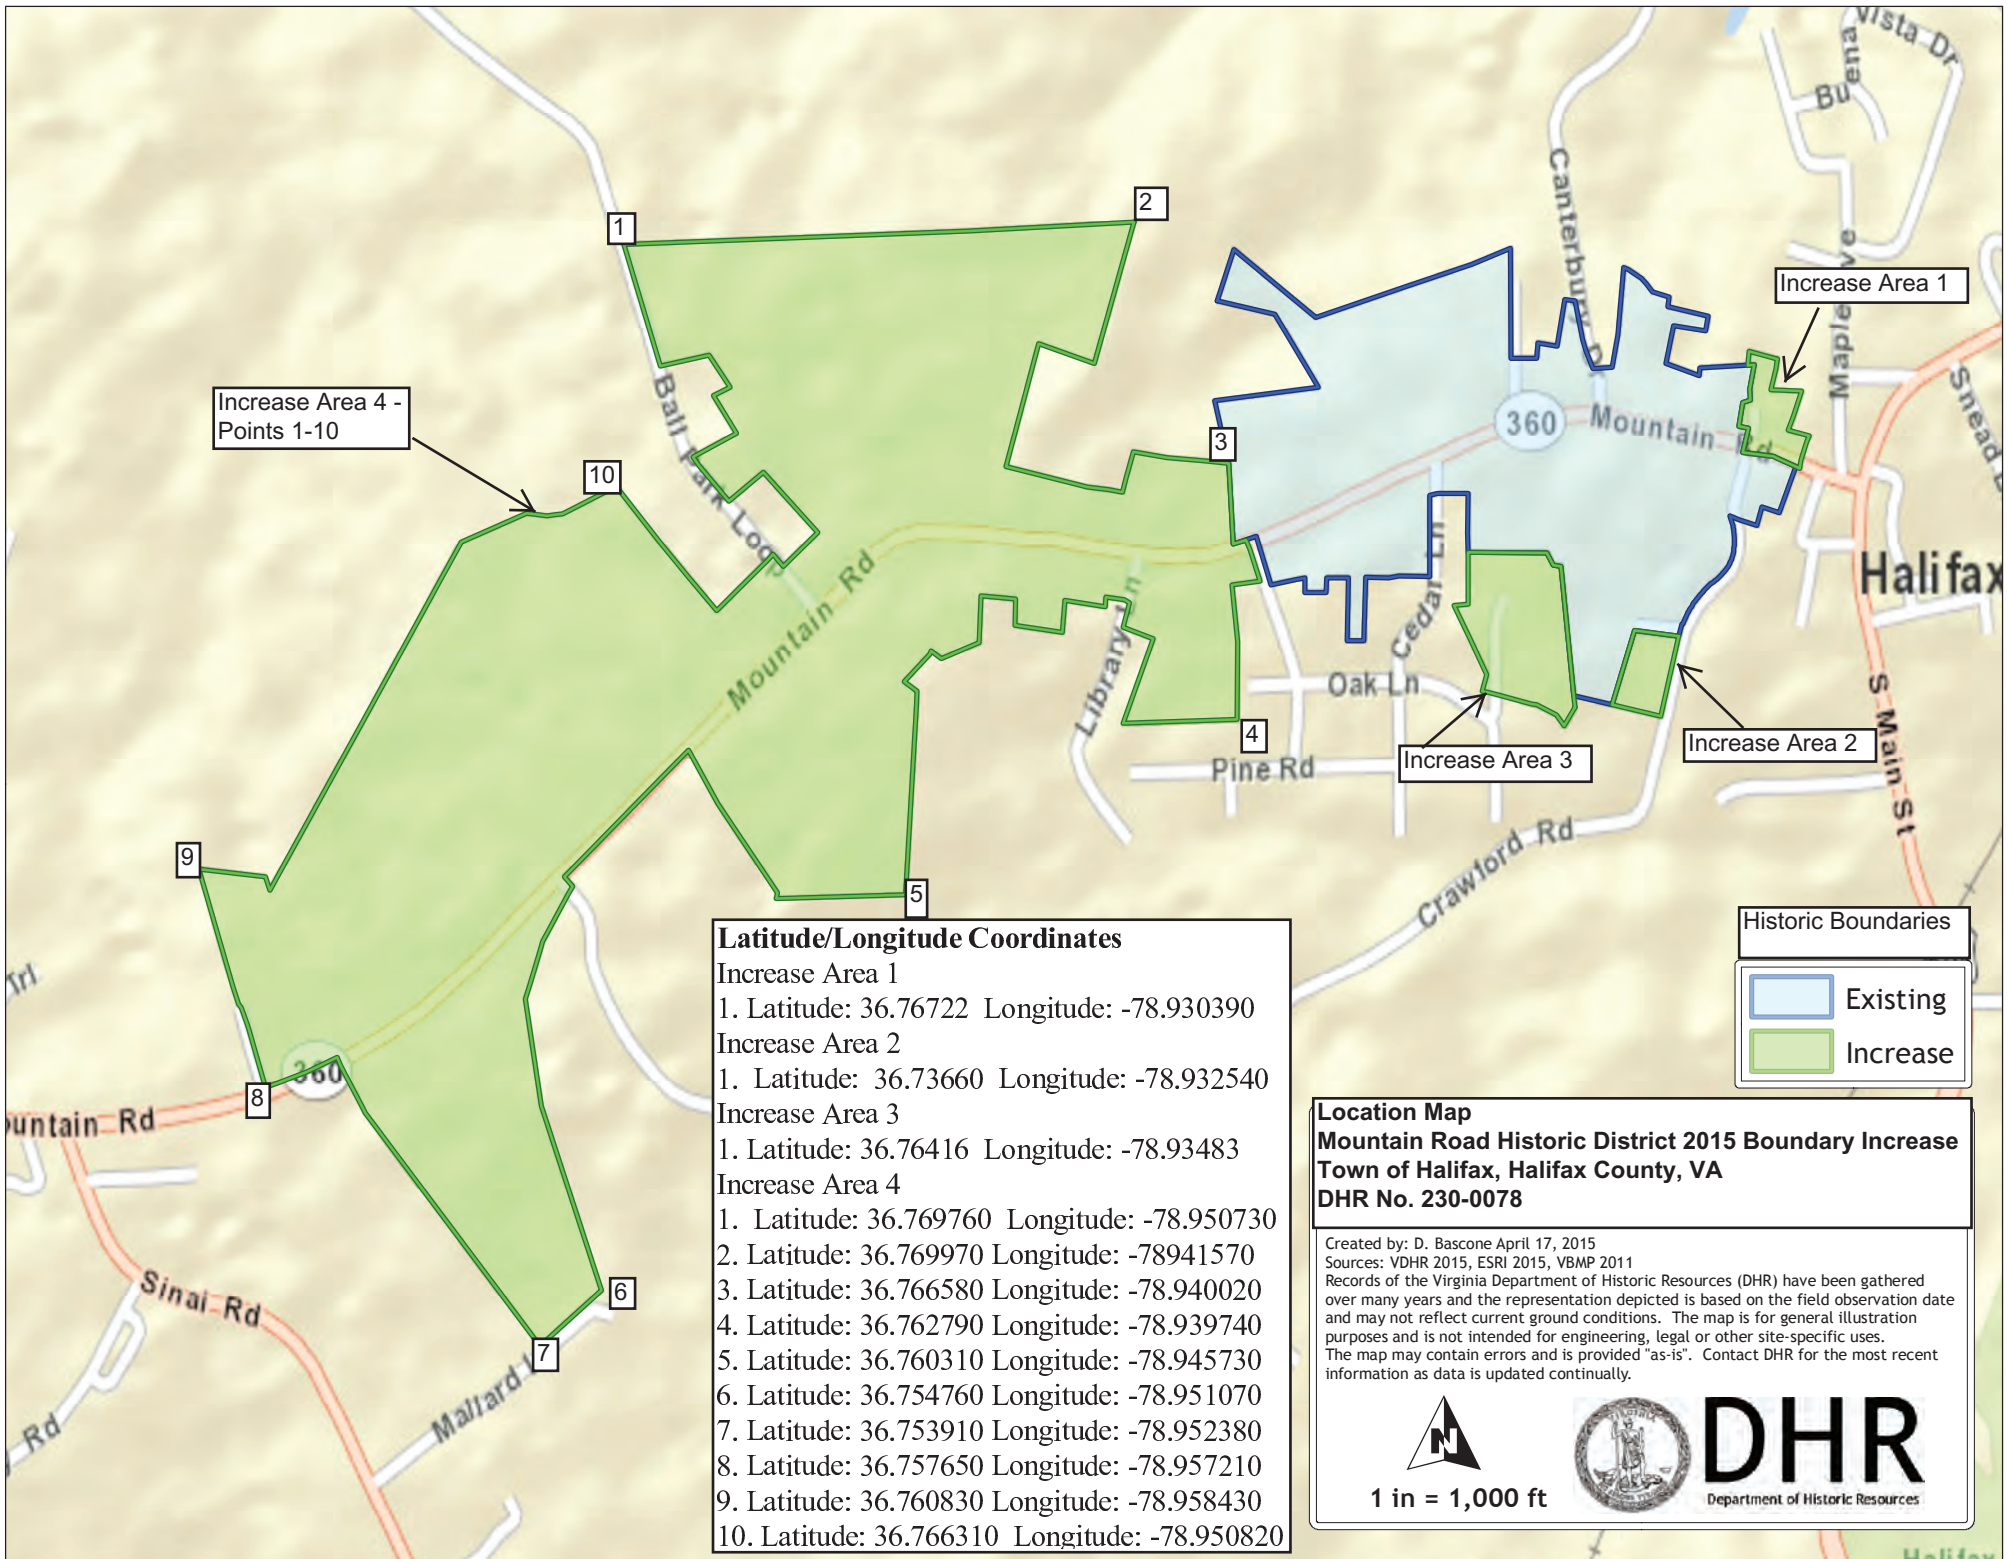 Vista Dr
Buena
Canterbury Dr
Maple Ave
Snead D
1
2
Increase Area 1
Increase Area 4 -
Points 1-10
Ball Park Loop
360
Mountain Rd
3
10
Halifax
Mountain Rd
Library Ln
Cedar Ln
Oak Ln
4
Pine Rd
Increase Area 3
Increase Area 2
S Main St
Crawford Rd
9
5
Trl
8
360
ountain Rd
Sinai Rd
6
7
Mallard L
Rd
Latitude/Longitude Coordinates
Increase Area 1
1. Latitude: 36.76722 Longitude: -78.930390
Increase Area 2
1. Latitude: 36.73660 Longitude: -78.932540
Increase Area 3
1. Latitude: 36.76416 Longitude: -78.93483
Increase Area 4
1. Latitude: 36.769760 Longitude: -78.950730
2. Latitude: 36.769970 Longitude: -78941570
3. Latitude: 36.766580 Longitude: -78.940020
4. Latitude: 36.762790 Longitude: -78.939740
5. Latitude: 36.760310 Longitude: -78.945730
6. Latitude: 36.754760 Longitude: -78.951070
7. Latitude: 36.753910 Longitude: -78.952380
8. Latitude: 36.757650 Longitude: -78.957210
9. Latitude: 36.760830 Longitude: -78.958430
10. Latitude: 36.766310 Longitude: -78.950820
Historic Boundaries
Existing
Increase
Location Map
Mountain Road Historic District 2015 Boundary Increase
Town of Halifax, Halifax County, VA
DHR No. 230-0078
Created by: D. Bascone April 17, 2015
Sources: VDHR 2015, ESRI 2015, VBMP 2011
Records of the Virginia Department of Historic Resources (DHR) have been gathered
over many years and the representation depicted is based on the field observation date
and may not reflect current ground conditions. The map is for general illustration
purposes and is not intended for engineering, legal or other site-specific uses.
The map may contain errors and is provided "as-is". Contact DHR for the most recent
information as data is updated continually.
N
1 in = 1,000 ft
DHR
Department of Historic Resources
Halifax